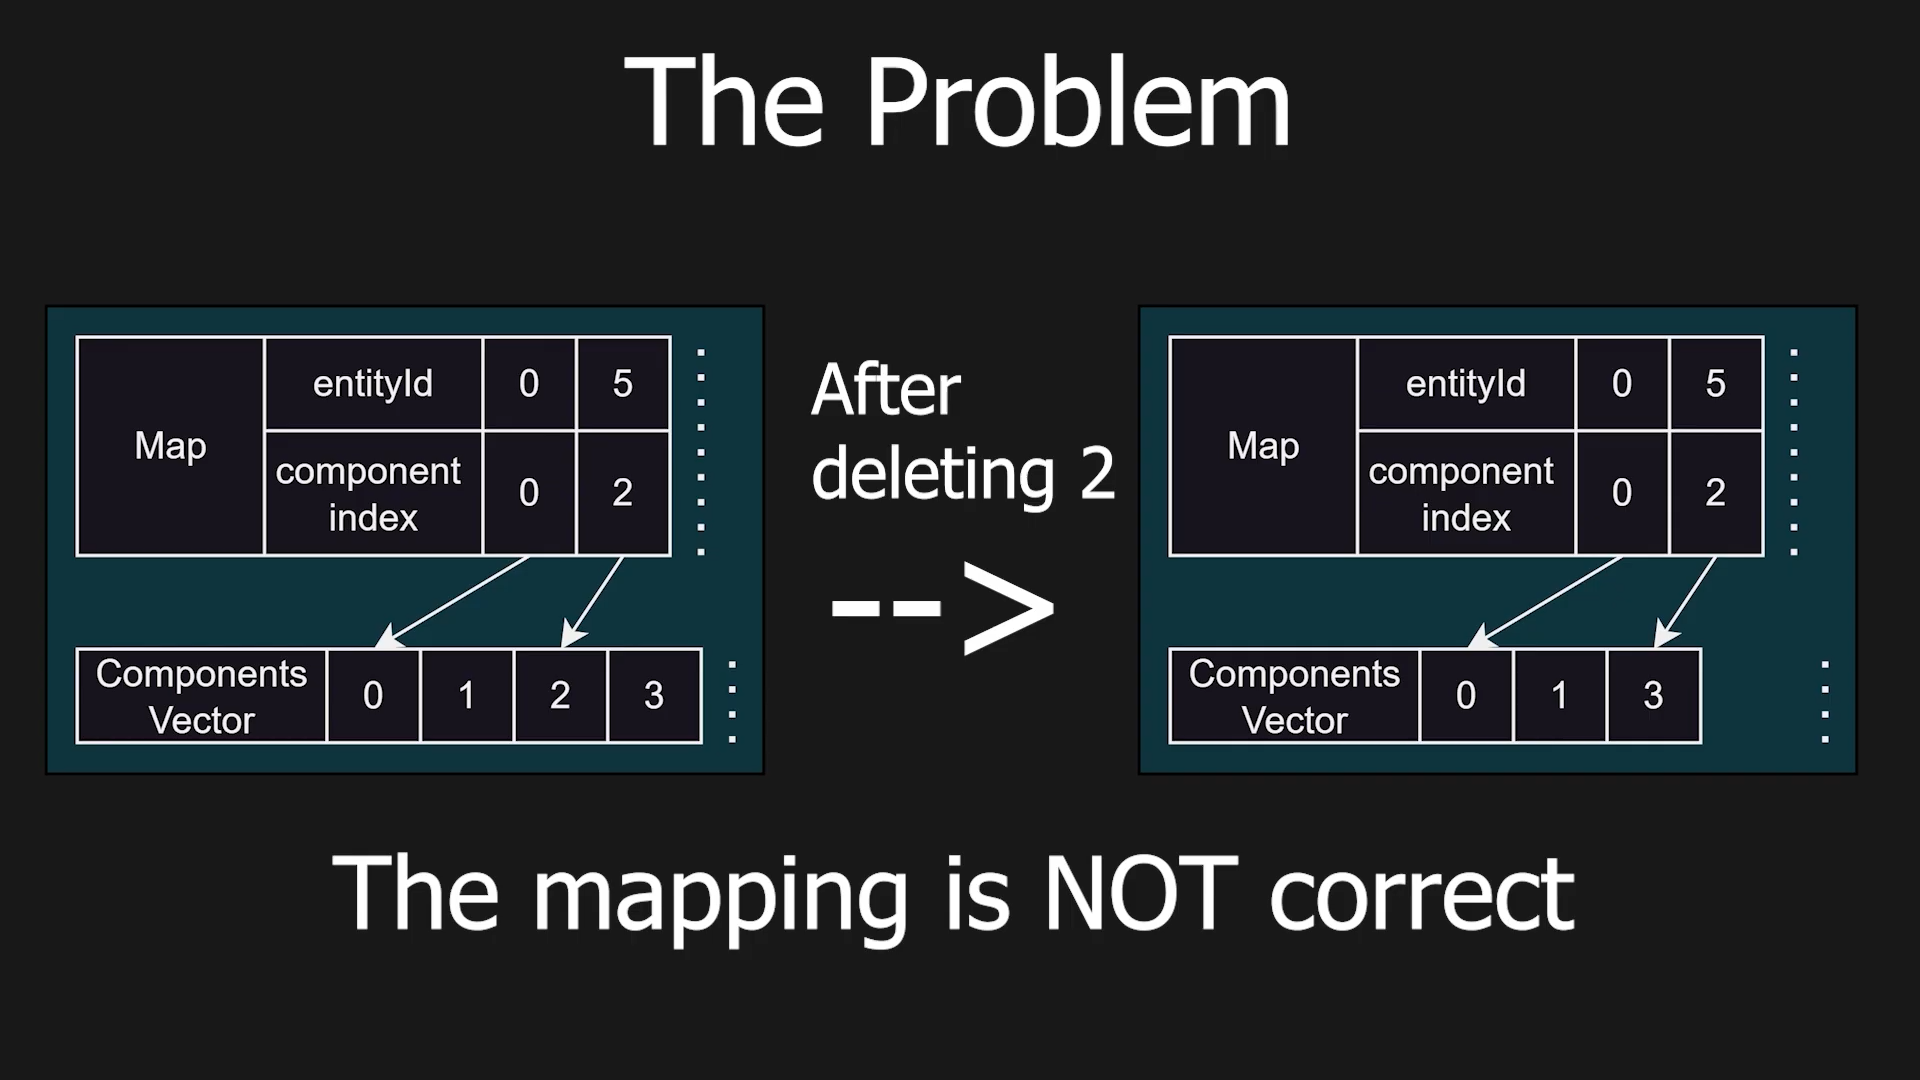 The Problem
entityId 0 5
Map
component
index 0 2
Components
Vector 0 1 2 3
After
deleting 2
-->
entityId 0 5
Map
component
index 0 2
Components
Vector 0 1 3
The mapping is NOT correct